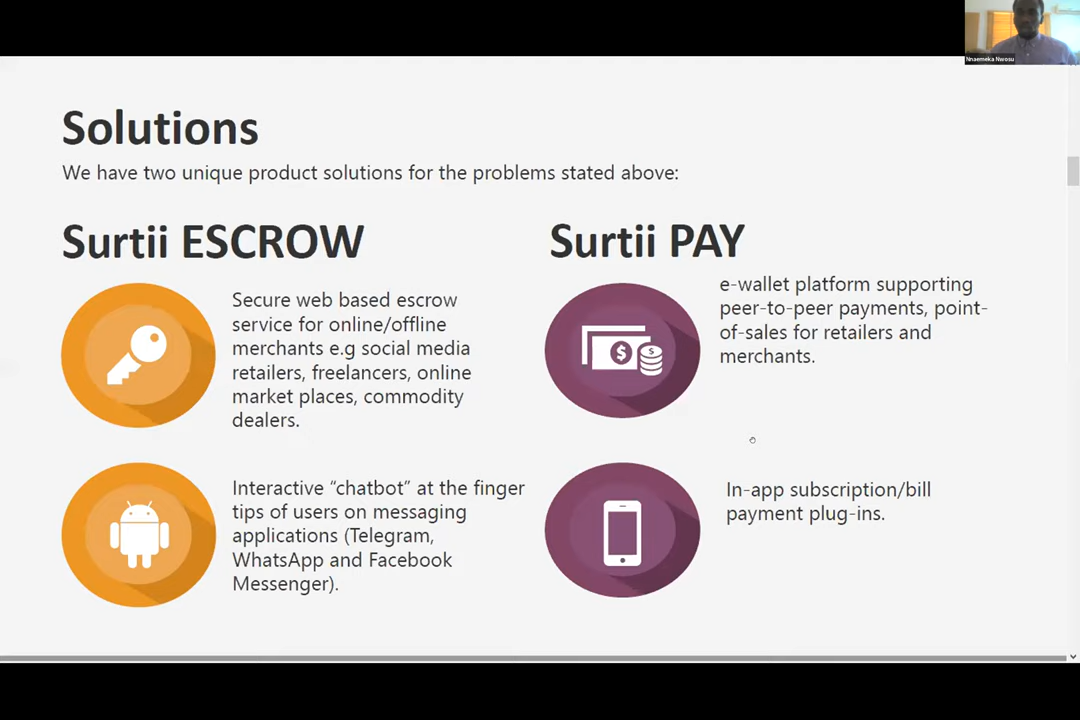 Nnaemeka Nwosu
Solutions
We have two unique product solutions for the problems stated above:
Surtii ESCROW
Secure web based escrow
service for online/offline
merchants e.g social media
retailers, freelancers, online
market places, commodity
dealers.
Interactive “chatbot” at the finger
tips of users on messaging
applications (Telegram,
WhatsApp and Facebook
Messenger).
Surtii PAY
e-wallet platform supporting
peer-to-peer payments, point-
of-sales for retailers and
merchants.
In-app subscription/bill
payment plug-ins.